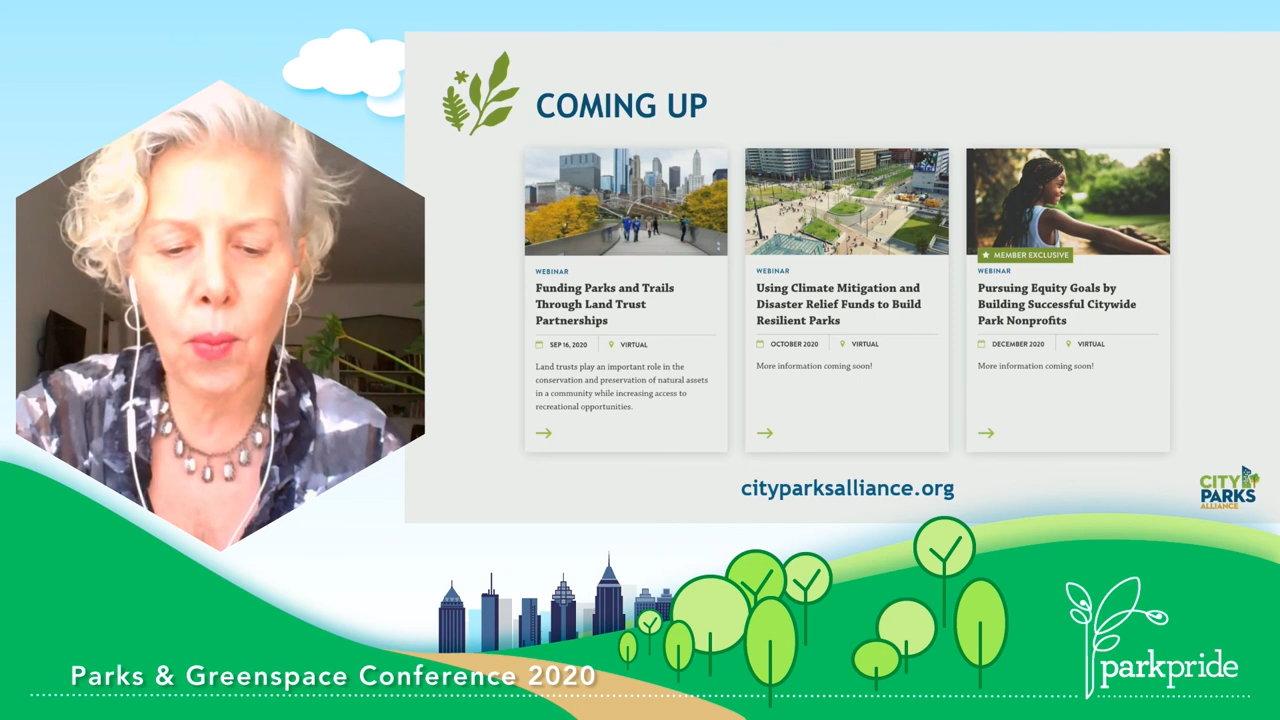 COMING UP
WEBINAR
Funding Parks and Trails
Through Land Trust
Partnerships
SEP 16, 2020
VIRTUAL
Land trusts play an important role in the
conservation and preservation of natural assets
in a community while increasing access to
recreational opportunities.
WEBINAR
Using Climate Mitigation and
Disaster Relief Funds to Build
Resilient Parks
OCTOBER 2020
VIRTUAL
More information coming soon!
MEMBER EXCLUSIVE
WEBINAR
Pursuing Equity Goals by
Building Successful Citywide
Park Nonprofits
DECEMBER 2020
VIRTUAL
More information coming soon!
cityparksalliance.org
CITY
PARKS
ALLIANCE
Parks & Greenspace Conference 2020
parkpride